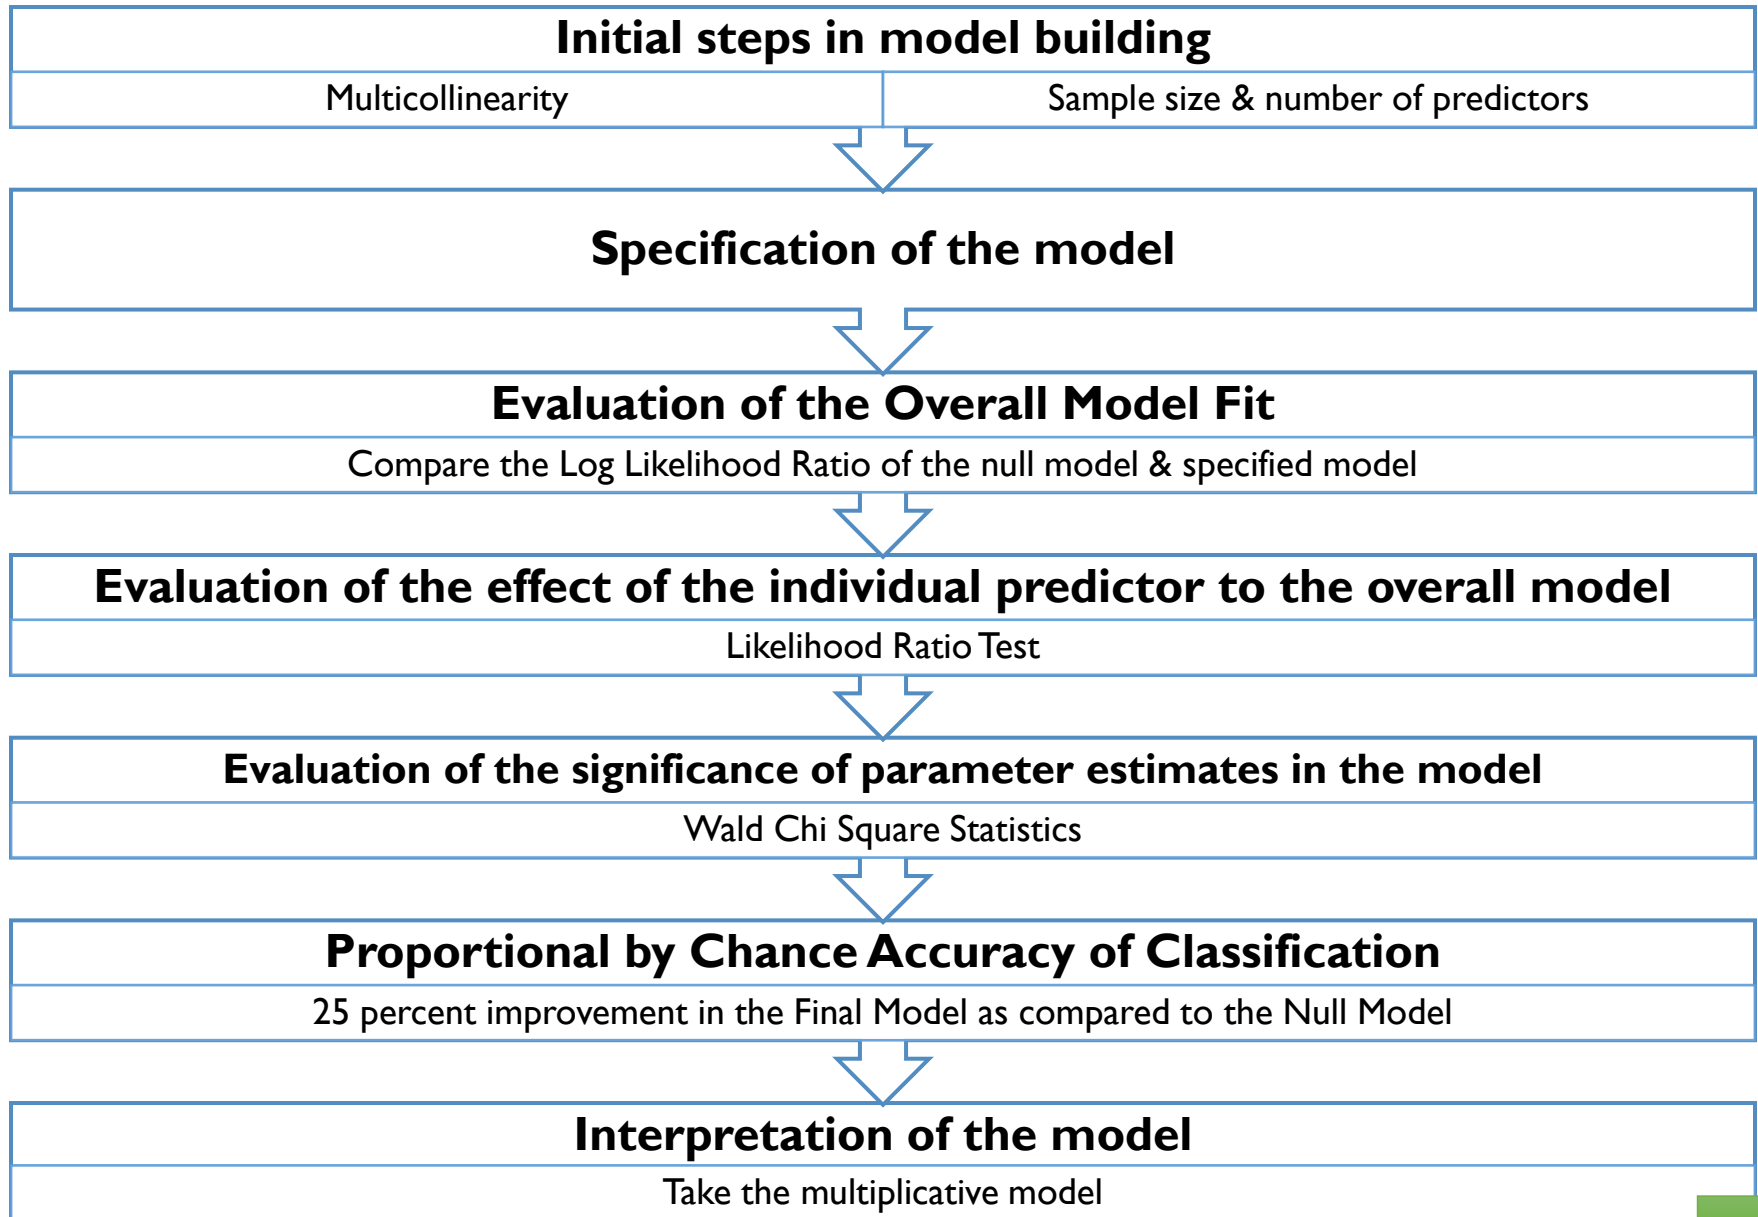 Initial steps in model building
Multicollinearity
Sample size & number of predictors
Specification of the model
Evaluation of the Overall Model Fit
Compare the Log Likelihood Ratio of the null model & specified model
Evaluation of the effect of the individual predictor to the overall model
Likelihood Ratio Test
Evaluation of the significance of parameter estimates in the model
Wald Chi Square Statistics
Proportional by Chance Accuracy of Classification
25 percent improvement in the Final Model as compared to the Null Model
Interpretation of the model
Take the multiplicative model